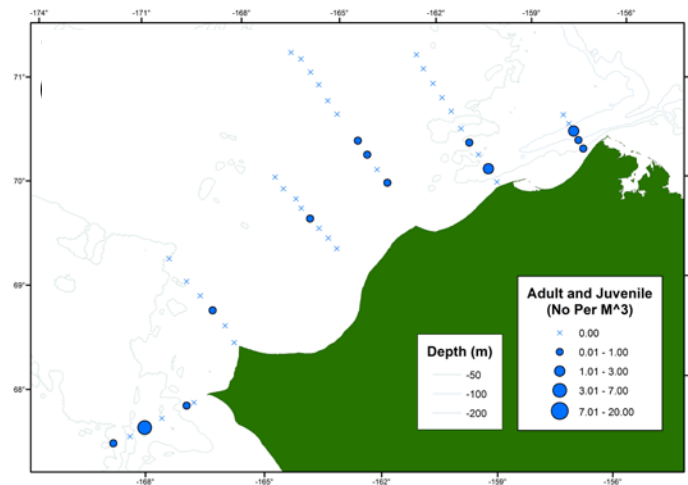 -174° -171° -168° -165° -162° -159° -156°
71°
70°
69°
68°
Adult and Juvenile
(No Per M^3)
0.00
0.01 - 1.00
1.01 - 3.00
3.01 - 7.00
7.01 - 20.00
Depth (m)
-50
-100
-200
-168° -165° -162° -159° -156°